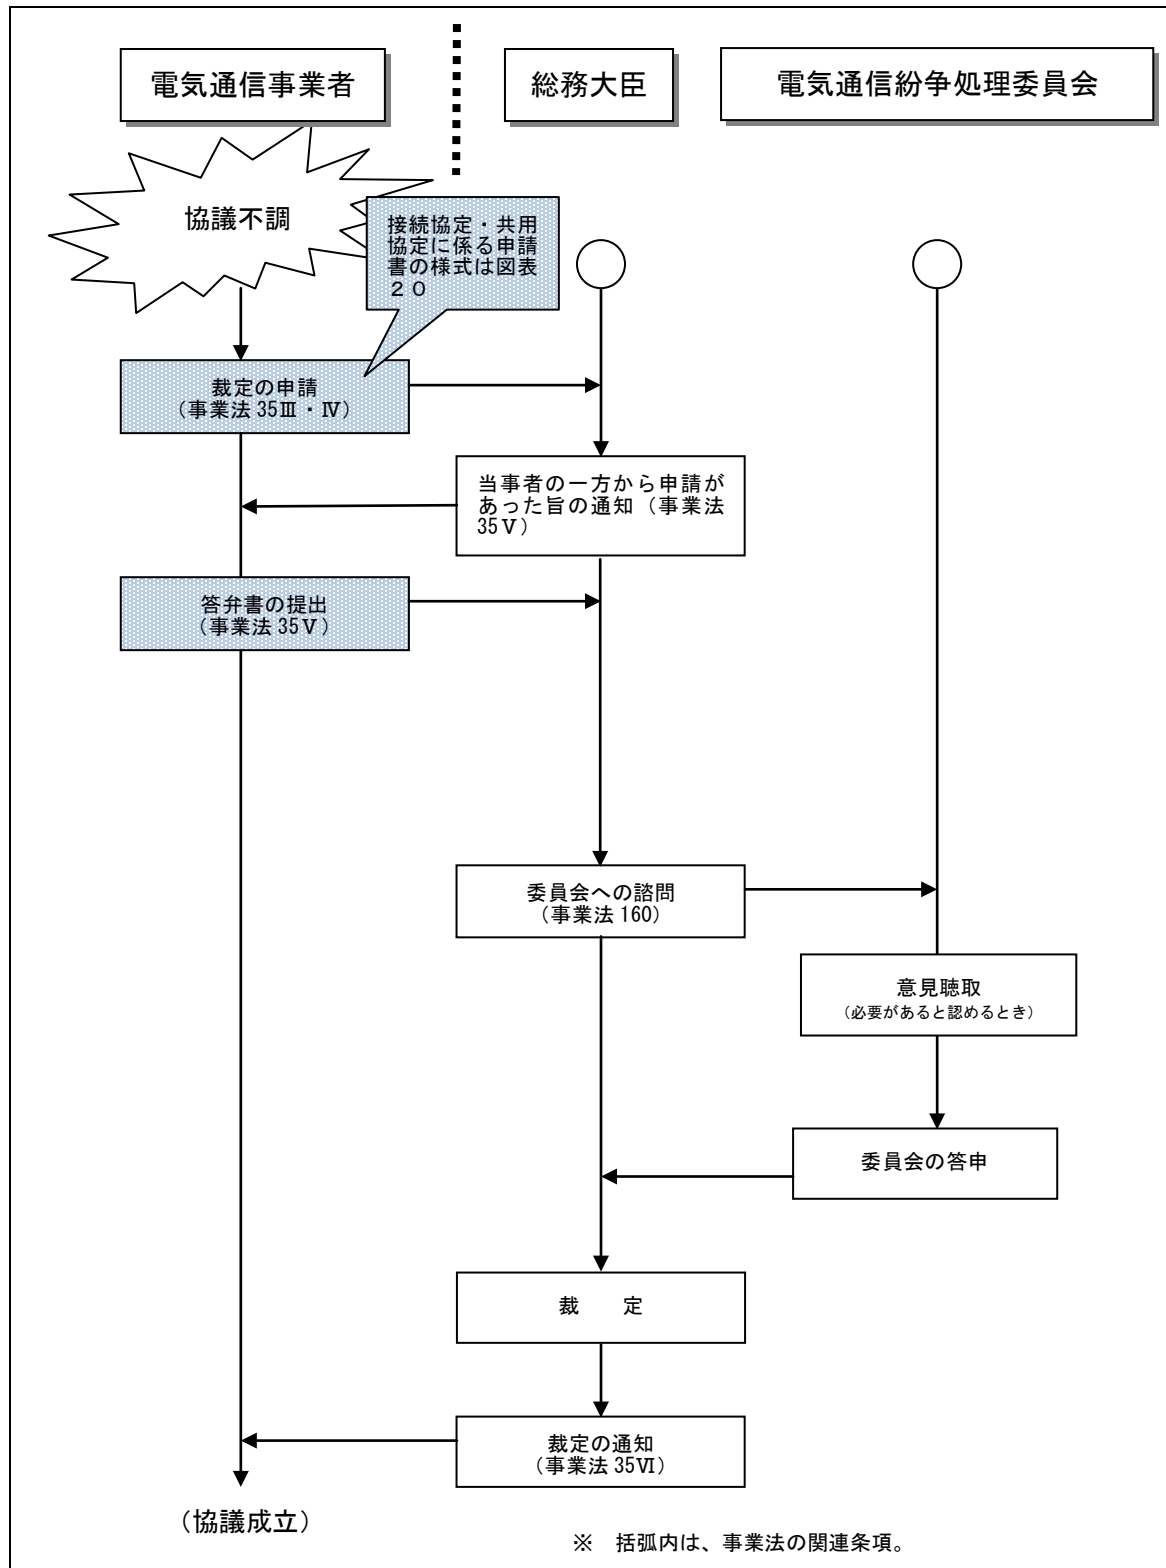 電気通信事業者
総務大臣
電気通信紛争処理委員会
協議不調
接続協定・共用
協定に係る申請
書の様式は図表
２０
裁定の申請
(事業法 35Ⅲ・Ⅳ)
当事者の一方から申請が
あった旨の通知（事業法
35Ⅴ）
答弁書の提出
(事業法 35Ⅴ)
委員会への諮問
(事業法 160)
意見聴取
（必要があると認めるとき）
委員会の答申
裁　定
裁定の通知
(事業法 35Ⅵ)
(協議成立)
※　括弧内は、事業法の関連条項。